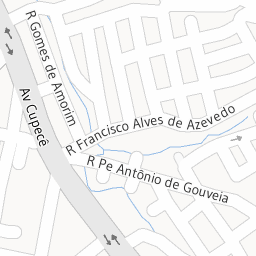 R Gomes de Amorim
Av Cupecê
R Francisco Alves de Azevedo
R Pe Antônio de Gouveia